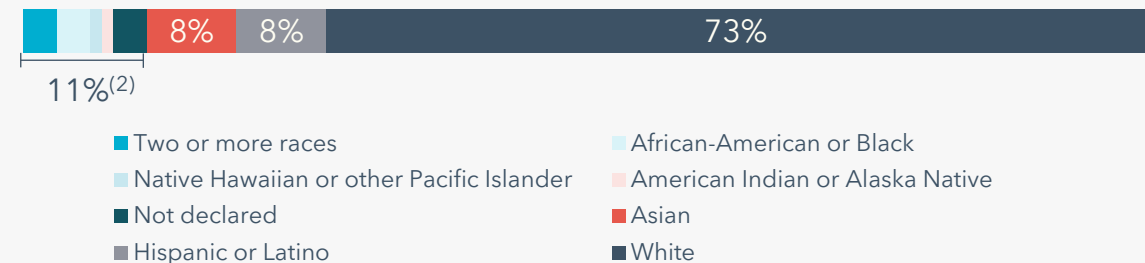 8% 8% 73%
11%(2)
Two or more races African-American or Black
Native Hawaiian or other Pacific Islander American Indian or Alaska Native
Not declared Asian
Hispanic or Latino White